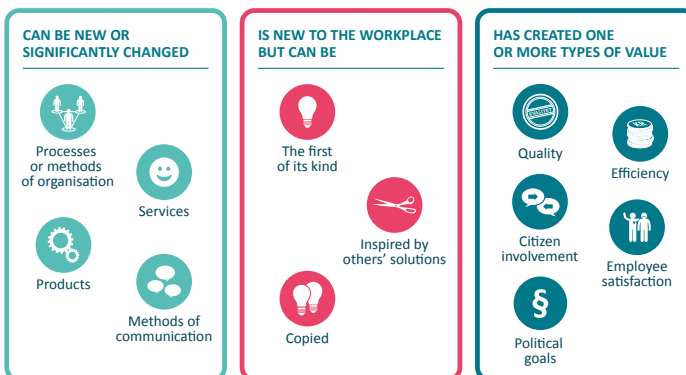 CAN BE NEW OR
SIGNIFICANTLY CHANGED
Processes
or methods
of organisation
Services
Products
Methods of
communication
IS NEW TO THE WORKPLACE
BUT CAN BE
The first
of its kind
Inspired by
others’ solutions
Copied
HAS CREATED ONE
OR MORE TYPES OF VALUE
Quality
Efficiency
Citizen
involvement
Employee
satisfaction
§
Political
goals